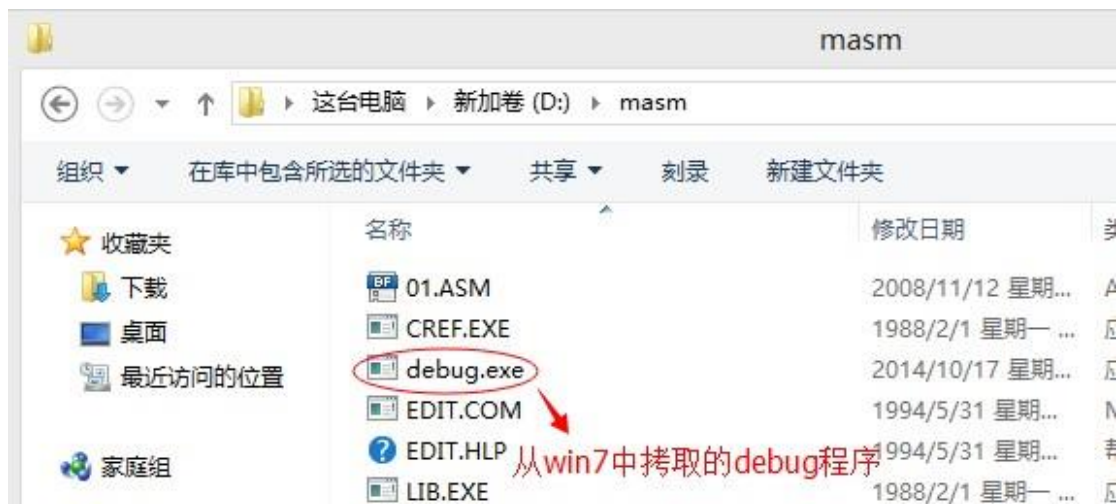 masm
这台电脑 新加卷 (D:) masm
组织 在库中包含所选的文件夹 共享 刻录 新建文件夹
收藏夹
下载
桌面
最近访问的位置
家庭组
名称 修改日期
01.ASM 2008/11/12 星期...
CREF.EXE 1988/2/1 星期一 ...
debug.exe 2014/10/17 星期...
EDIT.COM 1994/5/31 星期...
EDIT.HLP 1994/5/31 星期...
从win7中拷取的debug程序
LIB.EXE 1988/2/1 星期一 ...